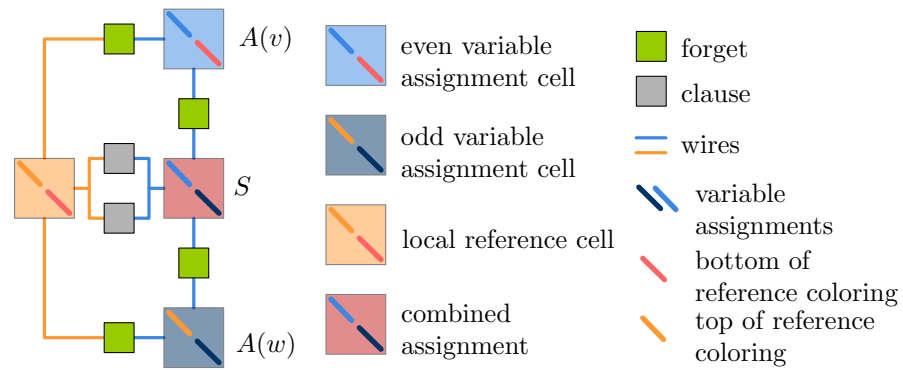 A(v)
S
A(w)
even variable
assignment cell
odd variable
assignment cell
local reference cell
combined
assignment
forget
clause
wires
variable
assignments
bottom of
reference coloring
top of reference
coloring